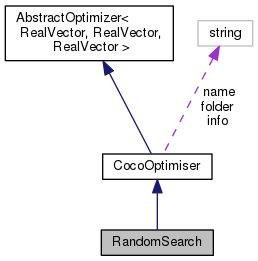 AbstractOptimizer<
RealVector, RealVector,
RealVector >
string
name
folder
info
CocoOptimiser
RandomSearch